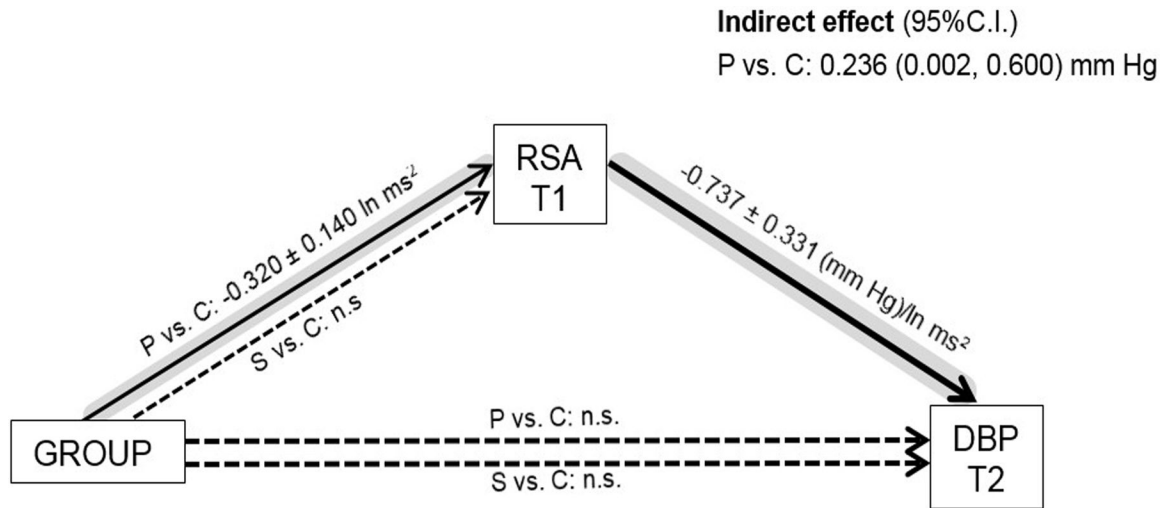 Indirect effect (95%C.I.)
P vs. C: 0.236 (0.002, 0.600) mm Hg
RSA
T1
P vs. C: -0.320 ± 0.140 ln ms²
S vs. C: n.s
-0.737 ± 0.331 (mm Hg)/ln ms²
GROUP
P vs. C: n.s.
S vs. C: n.s.
DBP
T2